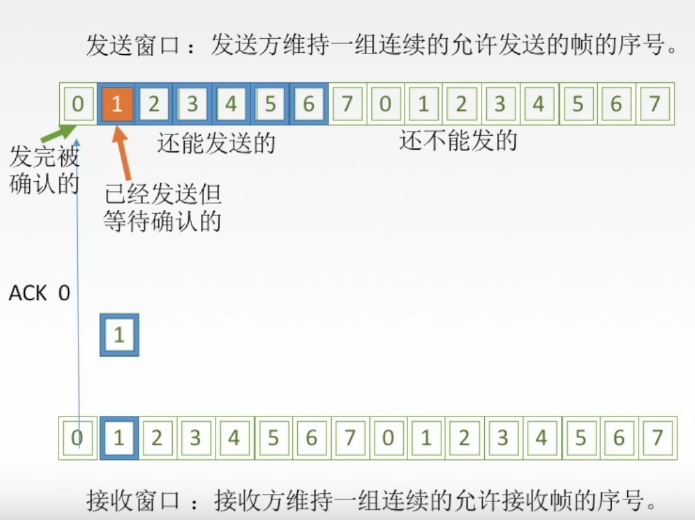 发送窗口：发送方维持一组连续的允许发送的帧的序号。
0 1 2 3 4 5 6 7 0 1 2 3 4 5 6 7
还能发送的
还不能发的
发完被
确认的
已经发送但
等待确认的
ACK 0
1
0 1 2 3 4 5 6 7 0 1 2 3 4 5 6 7
接收窗口：接收方维持一组连续的允许接收帧的序号。